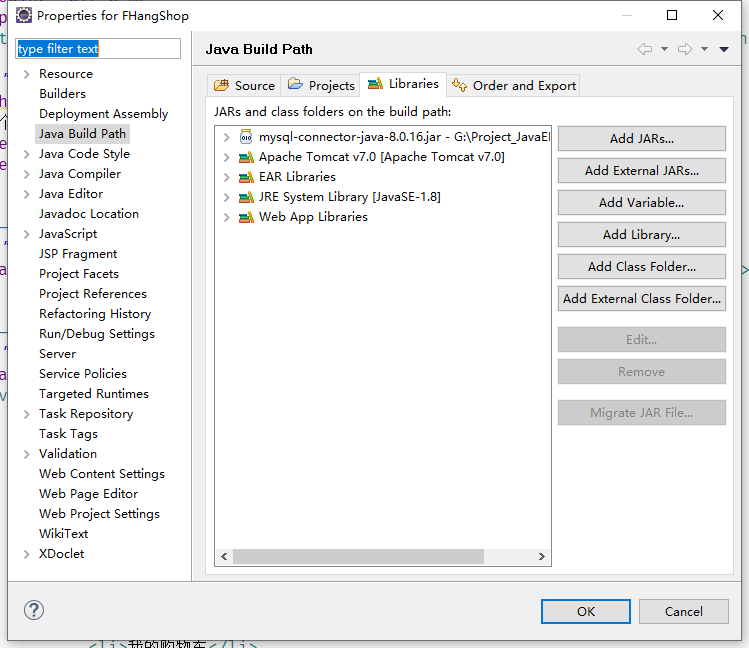 Properties for FHangShop
type filter text
Resource
Builders
Deployment Assembly
Java Build Path
Java Code Style
Java Compiler
Java Editor
Javadoc Location
JavaScript
JSP Fragment
Project Facets
Project References
Refactoring History
Run/Debug Settings
Server
Service Policies
Targeted Runtimes
Task Repository
Task Tags
Validation
Web Content Settings
Web Page Editor
Web Project Settings
WikiText
XDoclet
Java Build Path
Source Projects Libraries Order and Export
JARs and class folders on the build path:
mysql-connector-java-8.0.16.jar - G:\Project_JavaEI
Apache Tomcat v7.0 [Apache Tomcat v7.0]
EAR Libraries
JRE System Library [JavaSE-1.8]
Web App Libraries
Add JARs...
Add External JARs...
Add Variable...
Add Library...
Add Class Folder...
Add External Class Folder...
Edit...
Remove
Migrate JAR File...
OK Cancel
<li>我的购物车</li>